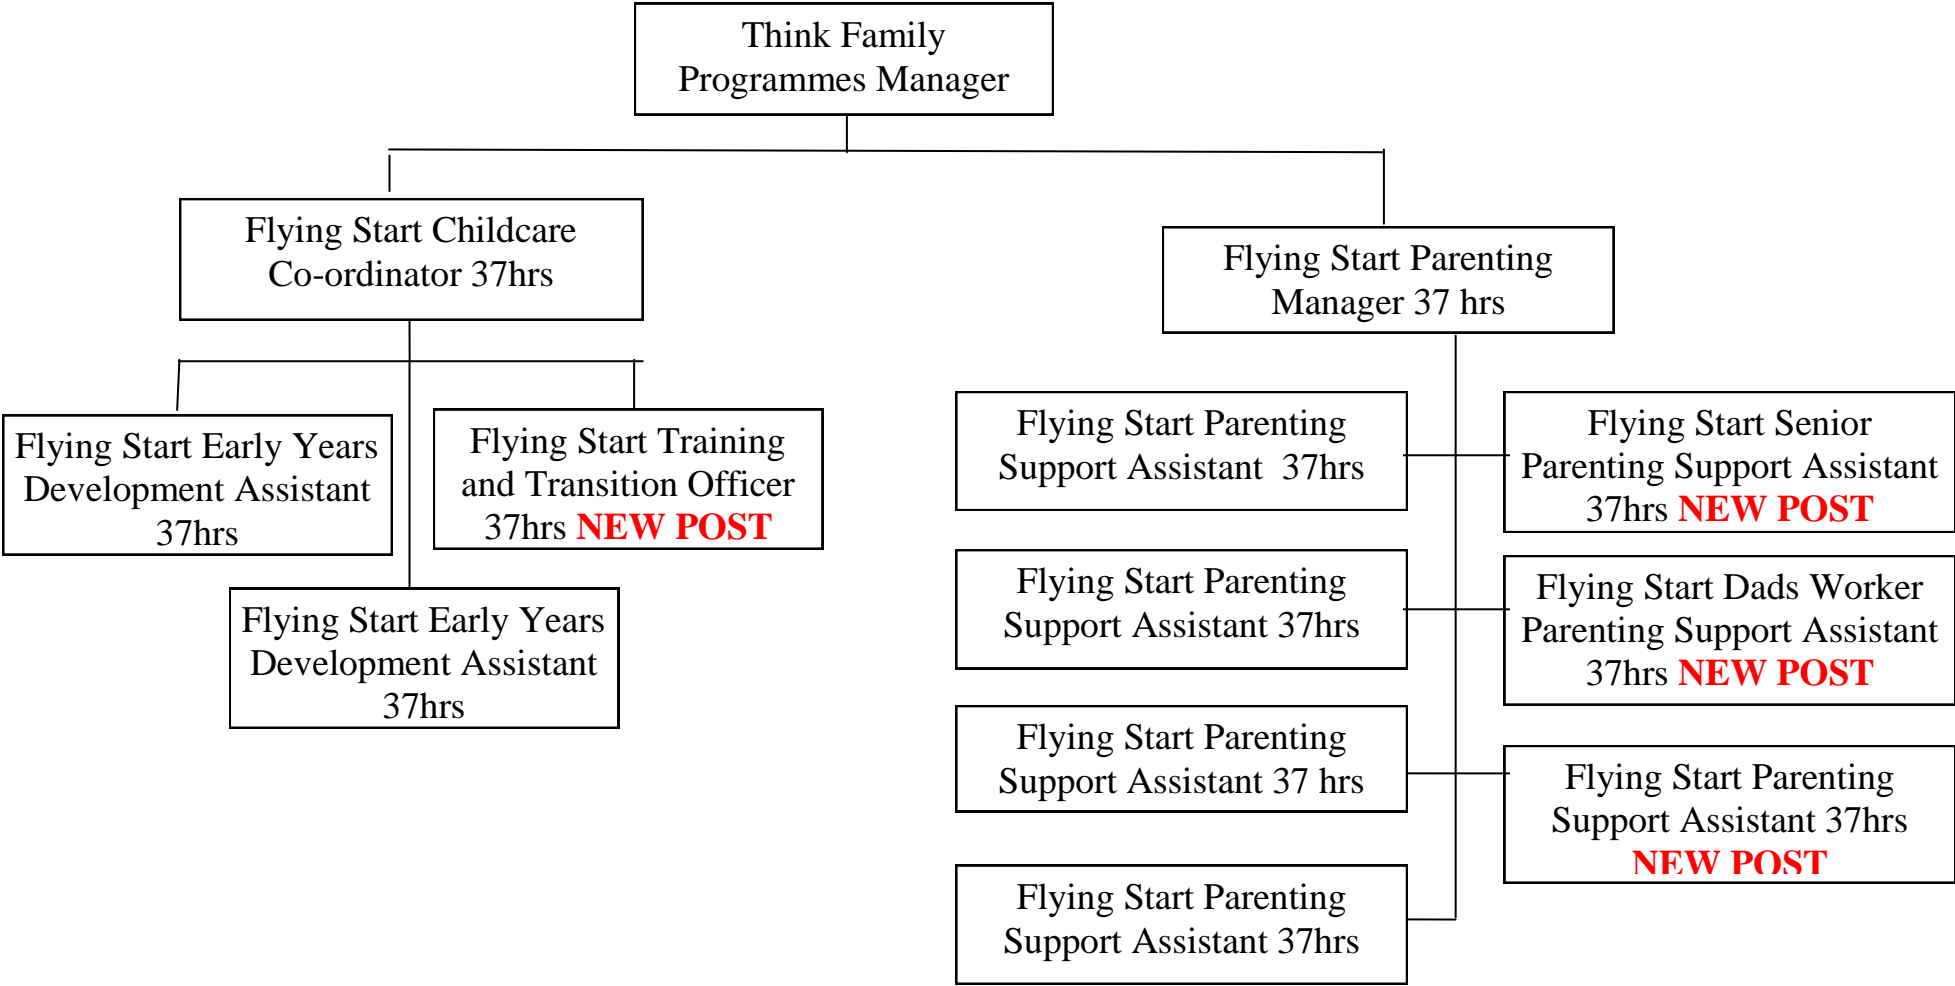 Think Family
Programmes Manager
Flying Start Childcare
Co-ordinator 37hrs
Flying Start Parenting
Manager 37 hrs
Flying Start Early Years
Development Assistant
37hrs
Flying Start Training
and Transition Officer
37hrs NEW POST
Flying Start Early Years
Development Assistant
37hrs
Flying Start Parenting
Support Assistant  37hrs
Flying Start Senior
Parenting Support Assistant
37hrs NEW POST
Flying Start Parenting
Support Assistant 37hrs
Flying Start Dads Worker
Parenting Support Assistant
37hrs NEW POST
Flying Start Parenting
Support Assistant 37 hrs
Flying Start Parenting
Support Assistant 37hrs
NEW POST
Flying Start Parenting
Support Assistant 37hrs